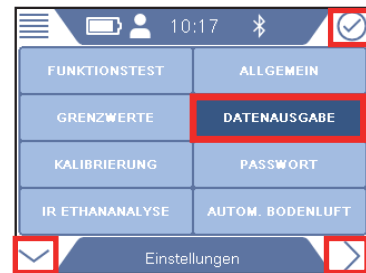 10:17
FUNKTIONSTEST
ALLGEMEIN
GRENZWERTE
DATENAUSGABE
KALIBRIERUNG
PASSWORT
IR ETHANANALYSE
AUTOM. BODENLUFT
Einstellungen